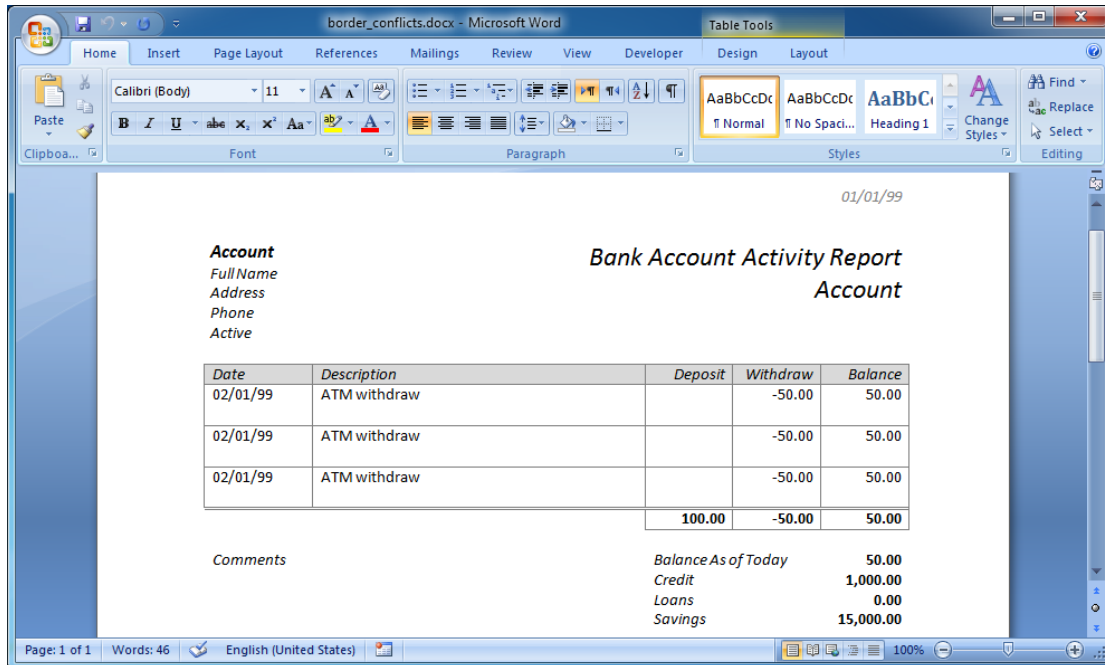 border_conflicts.docx - Microsoft Word Table Tools
Home Insert Page Layout References Mailings Review View Developer Design Layout
Paste
Calibri (Body) 11
AaBbCcDc AaBbCcDc AaBbC
¶ Normal ¶ No Spaci... Heading 1
Change Styles
Find
Replace
Select
Clipboa... Font Paragraph Styles Editing
01/01/99
Account
Full Name
Address
Phone
Active
Bank Account Activity Report
Account
Date Description Deposit Withdraw Balance
02/01/99 ATM withdraw -50.00 50.00
02/01/99 ATM withdraw -50.00 50.00
02/01/99 ATM withdraw -50.00 50.00
100.00 -50.00 50.00
Comments
Balance As of Today 50.00
Credit 1,000.00
Loans 0.00
Savings 15,000.00
Page: 1 of 1 Words: 46 English (United States) 100%